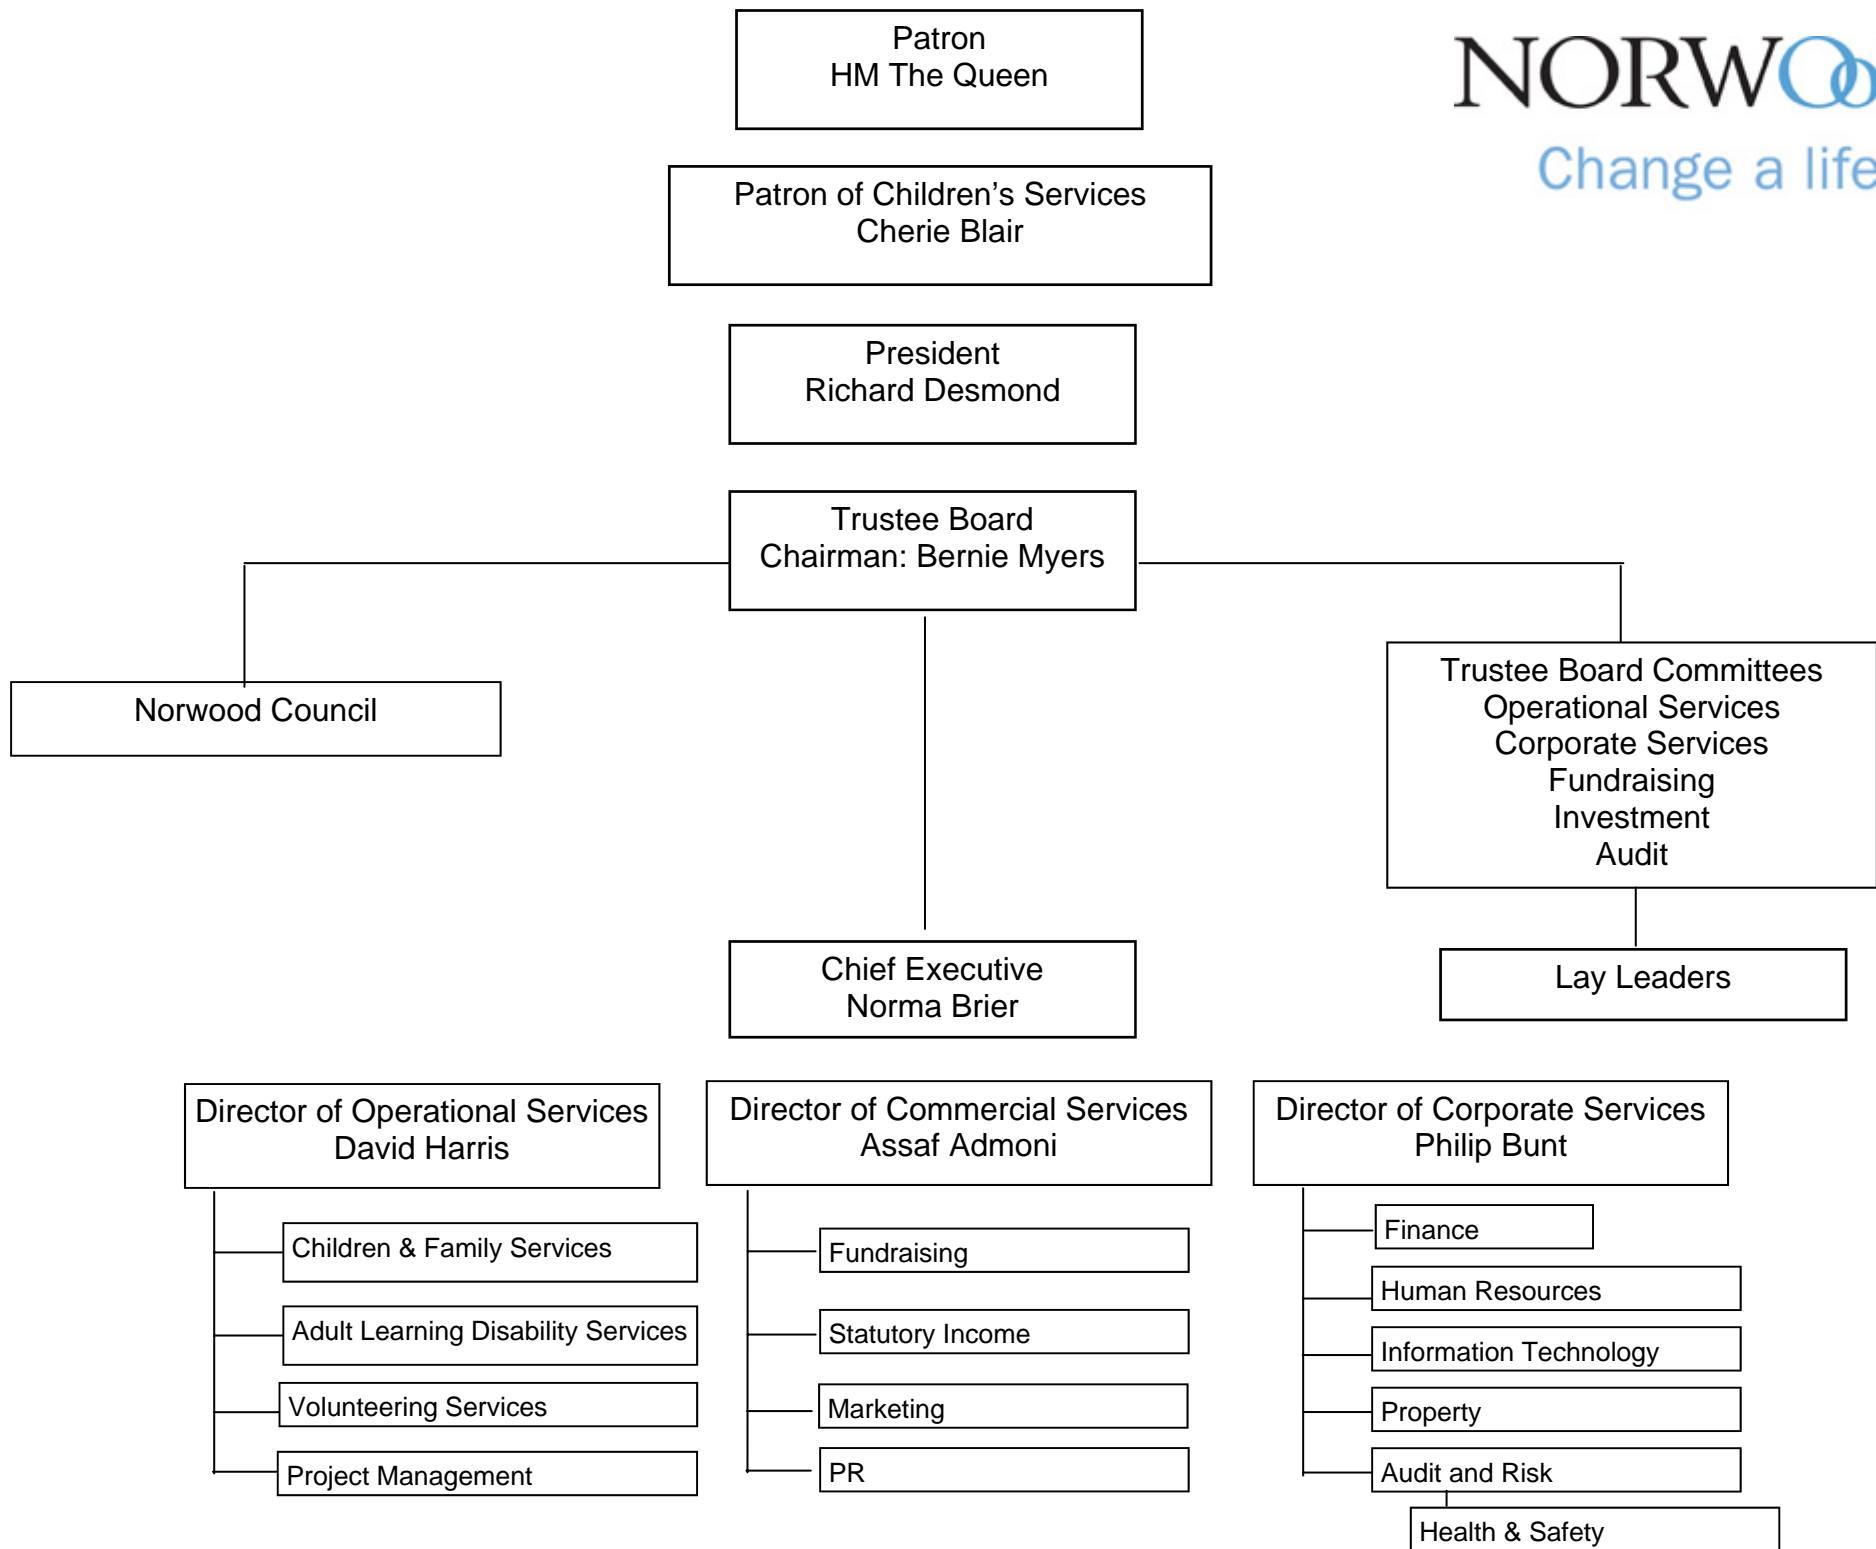 Patron
HM The Queen
NORWOo
Change a life
Patron of Children’s Services
Cherie Blair
President
Richard Desmond
Trustee Board
Chairman: Bernie Myers
Norwood Council
Trustee Board Committees
Operational Services
Corporate Services
Fundraising
Investment
Audit
Chief Executive
Norma Brier
Lay Leaders
Director of Operational Services
David Harris
Children & Family Services
Adult Learning Disability Services
Volunteering Services
Project Management
Director of Commercial Services
Assaf Admoni
Fundraising
Statutory Income
Marketing
PR
Director of Corporate Services
Philip Bunt
Finance
Human Resources
Information Technology
Property
Audit and Risk
Health & Safety